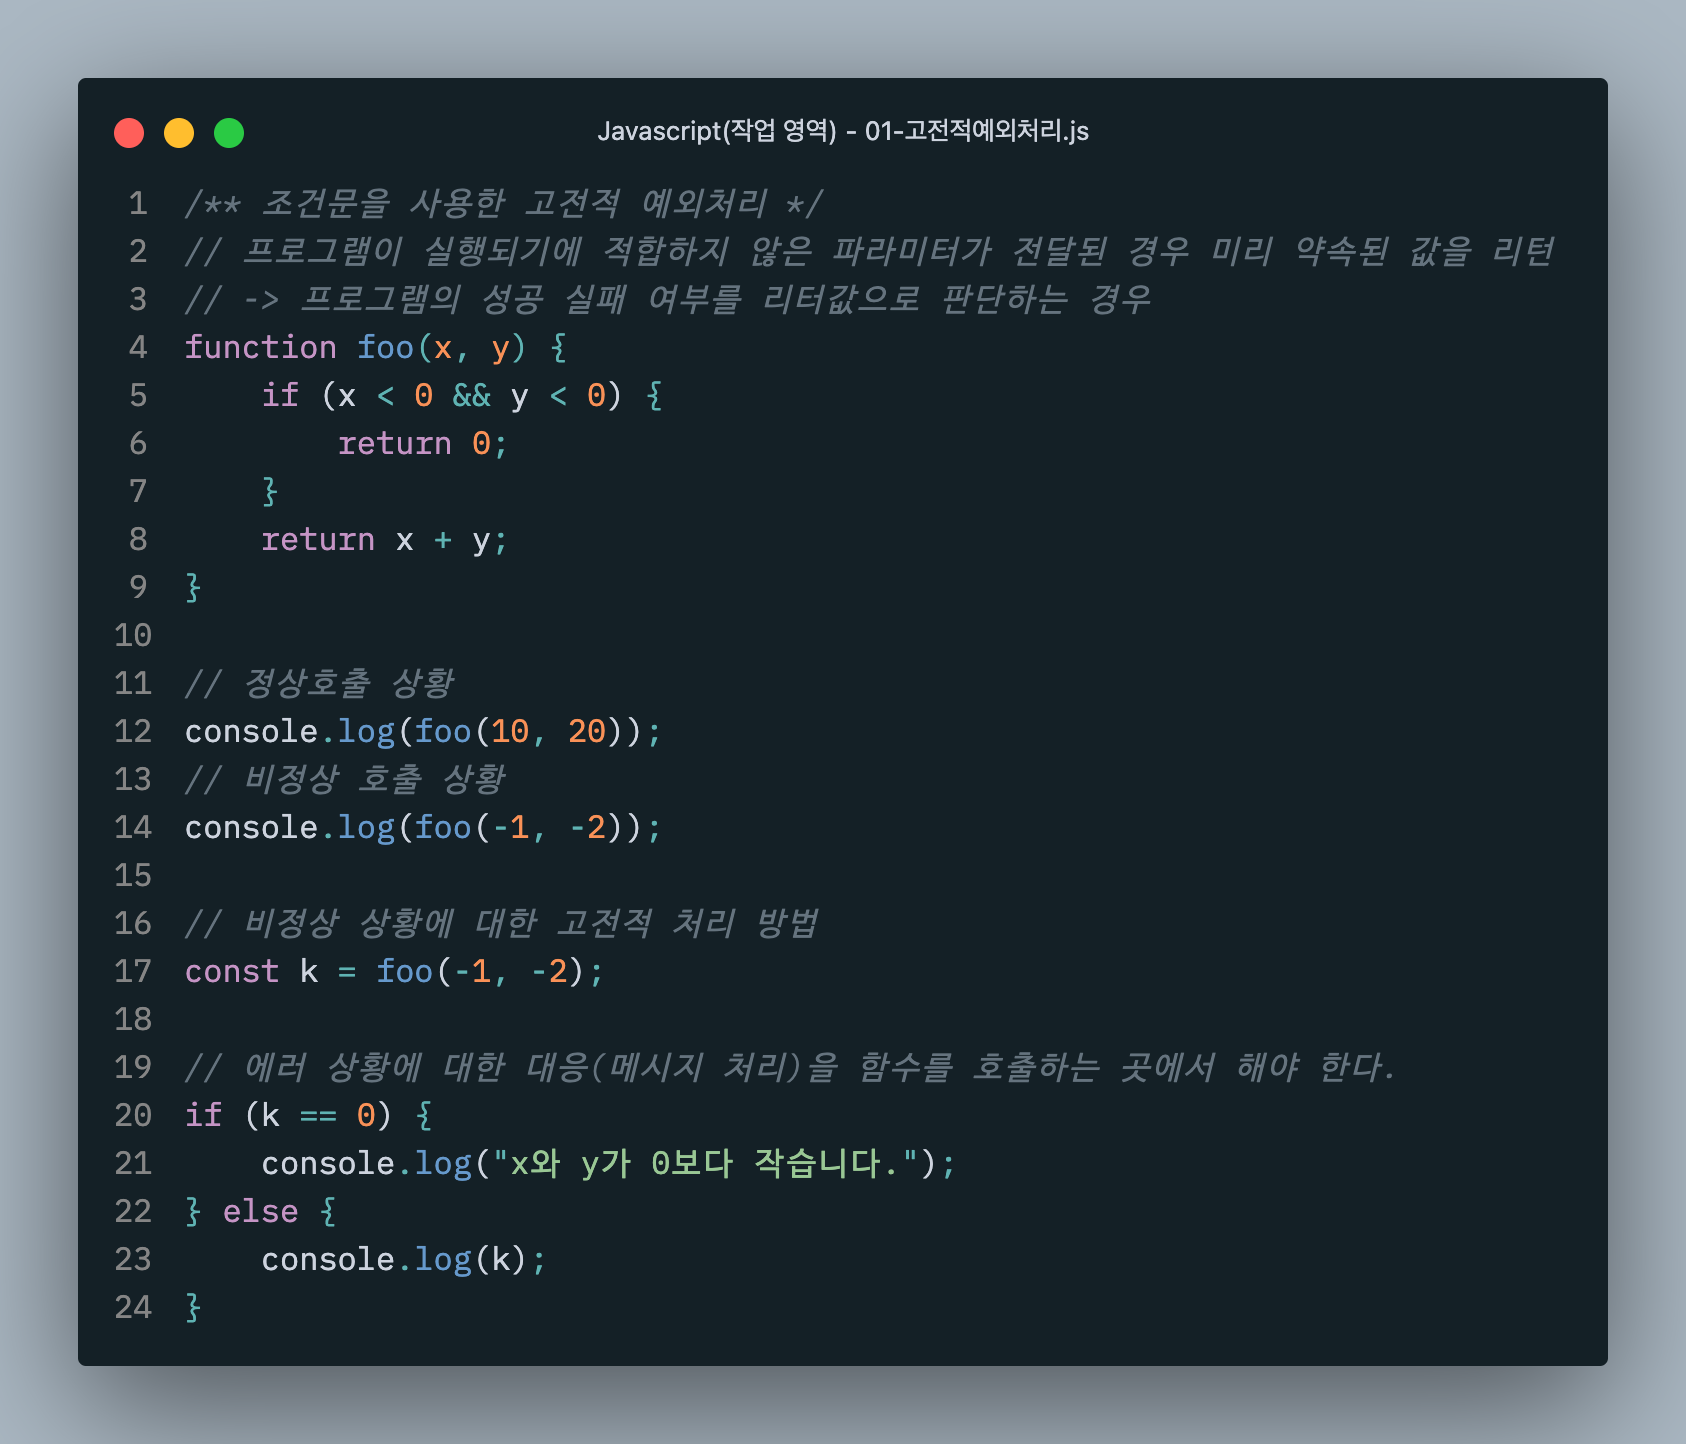 Javascript(작업 영역) - 01-고전적예외처리.js
1 /** 조건문을 사용한 고전적 예외처리 */
2 // 프로그램이 실행되기에 적합하지 않은 파라미터가 전달된 경우 미리 약속된 값을 리턴
3 // -> 프로그램의 성공 실패 여부를 리터값으로 판단하는 경우
4 function foo(x, y) {
5     if (x < 0 && y < 0) {
6         return 0;
7     }
8     return x + y;
9 }
10
11 // 정상호출 상황
12 console.log(foo(10, 20));
13 // 비정상 호출 상황
14 console.log(foo(-1, -2));
15
16 // 비정상 상황에 대한 고전적 처리 방법
17 const k = foo(-1, -2);
18
19 // 에러 상황에 대한 대응(메시지 처리)을 함수를 호출하는 곳에서 해야 한다.
20 if (k == 0) {
21     console.log("x와 y가 0보다 작습니다.");
22 } else {
23     console.log(k);
24 }